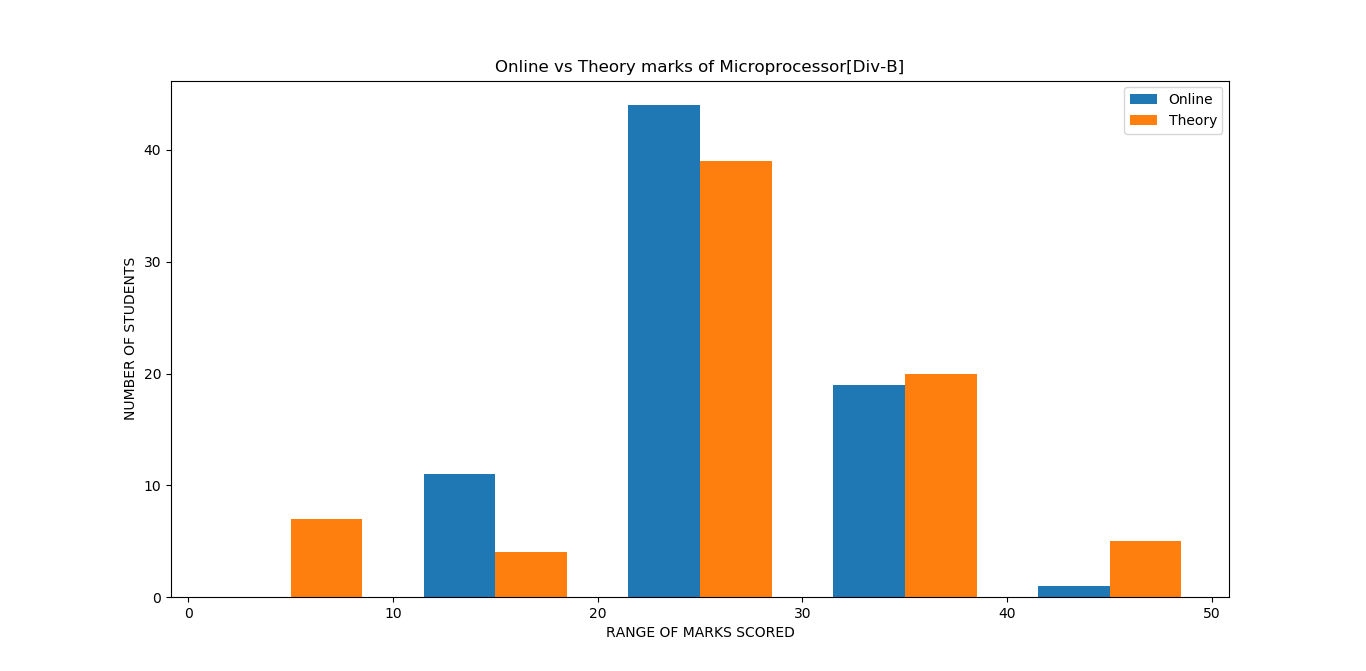 Online vs Theory marks of Microprocessor[Div-B]
Online
Theory
NUMBER OF STUDENTS
40
30
20
10
0
0 10 20 30 40 50
RANGE OF MARKS SCORED